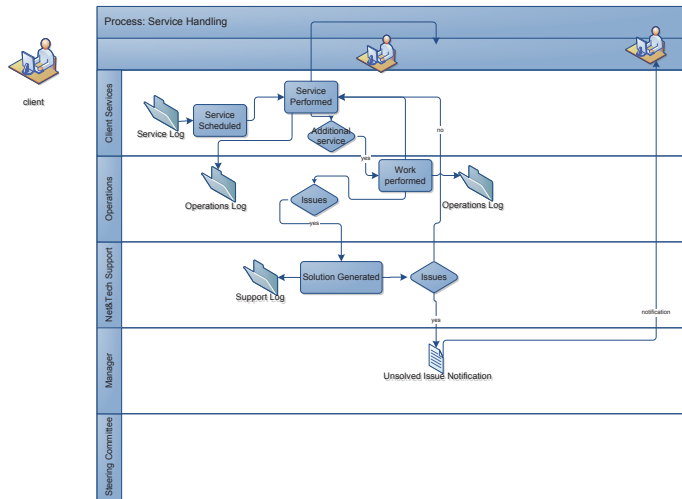 Process: Service Handling
client
Client Services
Service Log
Service
Scheduled
Service
Performed
Additional
service
no
yes
Operations
Operations Log
Issues
yes
Work
performed
Operations Log
Net&Tech Support
Support Log
Solution Generated
Issues
yes
notification
Manager
Unsolved Issue Notification
Steering Committee